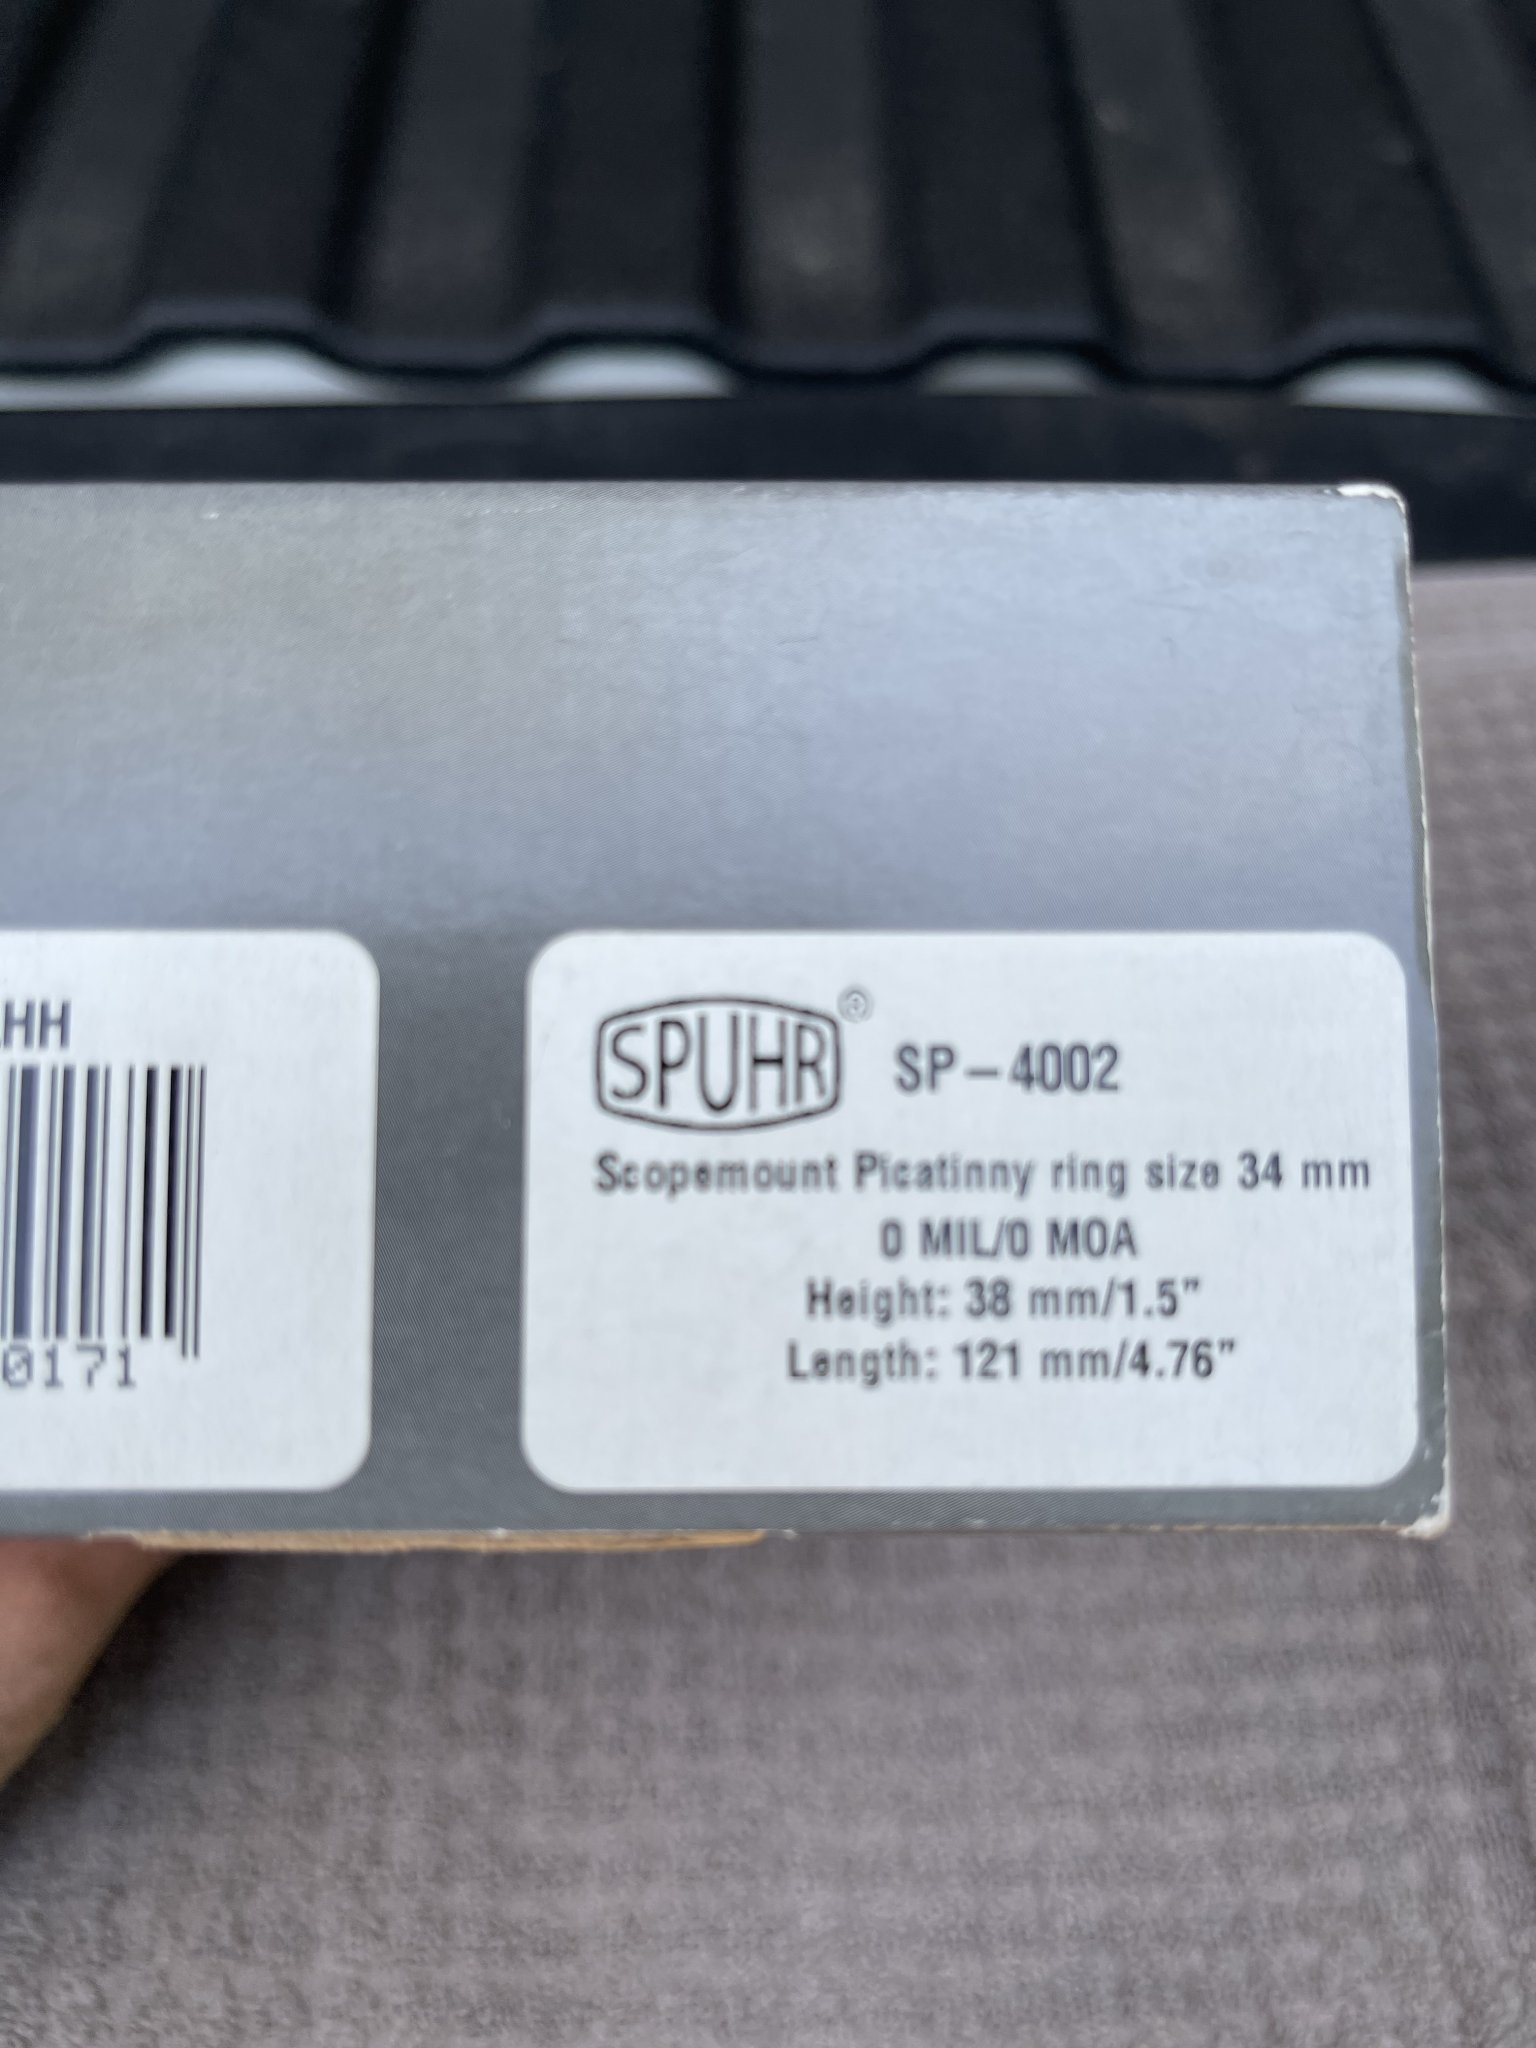 HH
0171
SPUHR® SP-4002
Scopemount Picatinny ring size 34 mm
0 MIL/0 MOA
Height: 38 mm/1.5"
Length: 121 mm/4.76"